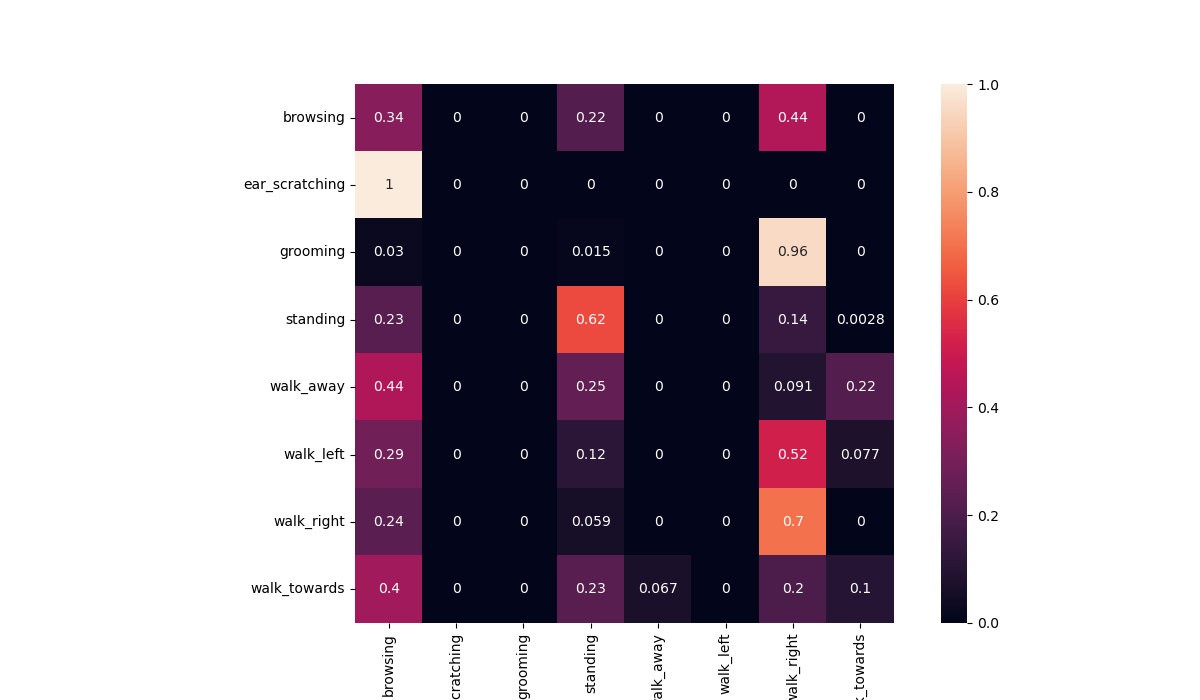 browsing 0.34 0 0 0.22 0 0 0.44 0
ear_scratching 1 0 0 0 0 0 0 0
grooming 0.03 0 0 0.015 0 0 0.96 0
standing 0.23 0 0 0.62 0 0 0.14 0.0028
walk_away 0.44 0 0 0.25 0 0 0.091 0.22
walk_left 0.29 0 0 0.12 0 0 0.52 0.077
walk_right 0.24 0 0 0.059 0 0 0.7 0
walk_towards 0.4 0 0 0.23 0.067 0 0.2 0.1
browsing
cratching
grooming
standing
alk_away
walk_left
walk_right
k_towards
1.0
0.8
0.6
0.4
0.2
0.0